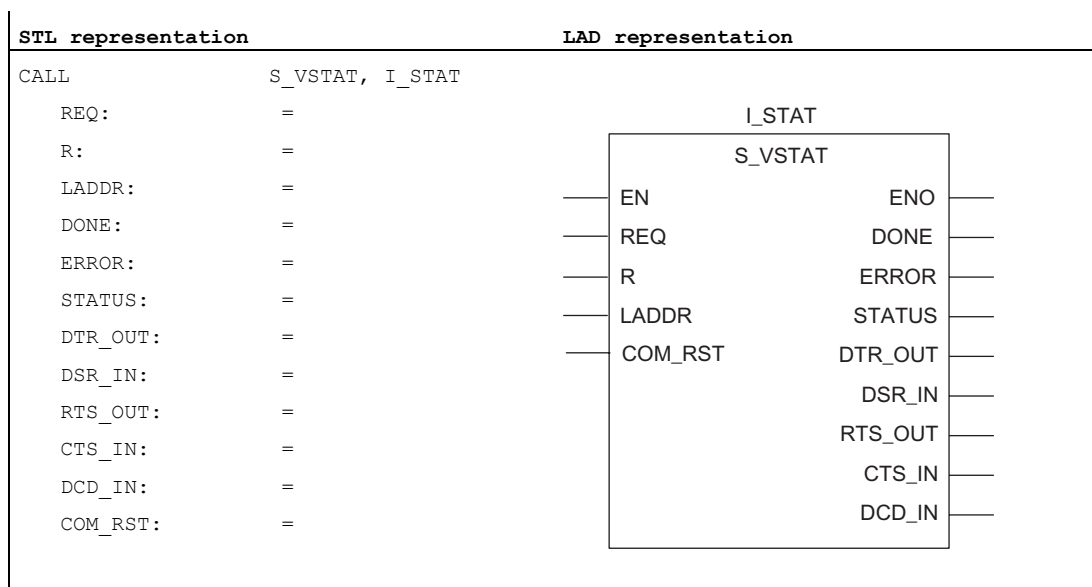 STL representation
LAD representation
CALL S_VSTAT, I_STAT
REQ: =
R: =
LADDR: =
DONE: =
ERROR: =
STATUS: =
DTR_OUT: =
DSR_IN: =
RTS_OUT: =
CTS_IN: =
DCD_IN: =
COM_RST: =
I_STAT
S_VSTAT
EN ENO
REQ DONE
R ERROR
LADDR STATUS
COM_RST DTR_OUT
DSR_IN
RTS_OUT
CTS_IN
DCD_IN